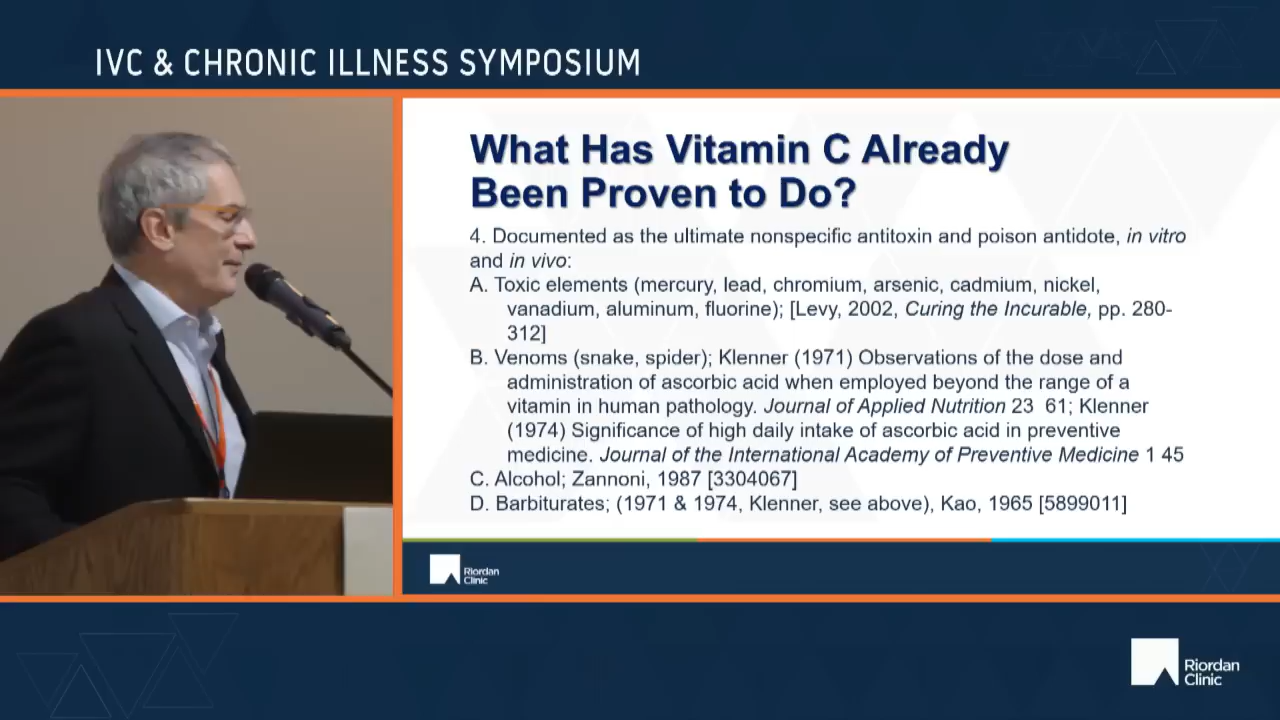 IVC & CHRONIC ILLNESS SYMPOSIUM
What Has Vitamin C Already
Been Proven to Do?
4. Documented as the ultimate nonspecific antitoxin and poison antidote, in vitro
and in vivo:
A. Toxic elements (mercury, lead, chromium, arsenic, cadmium, nickel,
vanadium, aluminum, fluorine); [Levy, 2002, Curing the Incurable, pp. 280-
312]
B. Venoms (snake, spider); Klenner (1971) Observations of the dose and
administration of ascorbic acid when employed beyond the range of a
vitamin in human pathology. Journal of Applied Nutrition 23 61; Klenner
(1974) Significance of high daily intake of ascorbic acid in preventive
medicine. Journal of the International Academy of Preventive Medicine 1 45
C. Alcohol; Zannoni, 1987 [3304067]
D. Barbiturates; (1971 & 1974, Klenner, see above), Kao, 1965 [5899011]
Riordan
Clinic
Riordan
Clinic